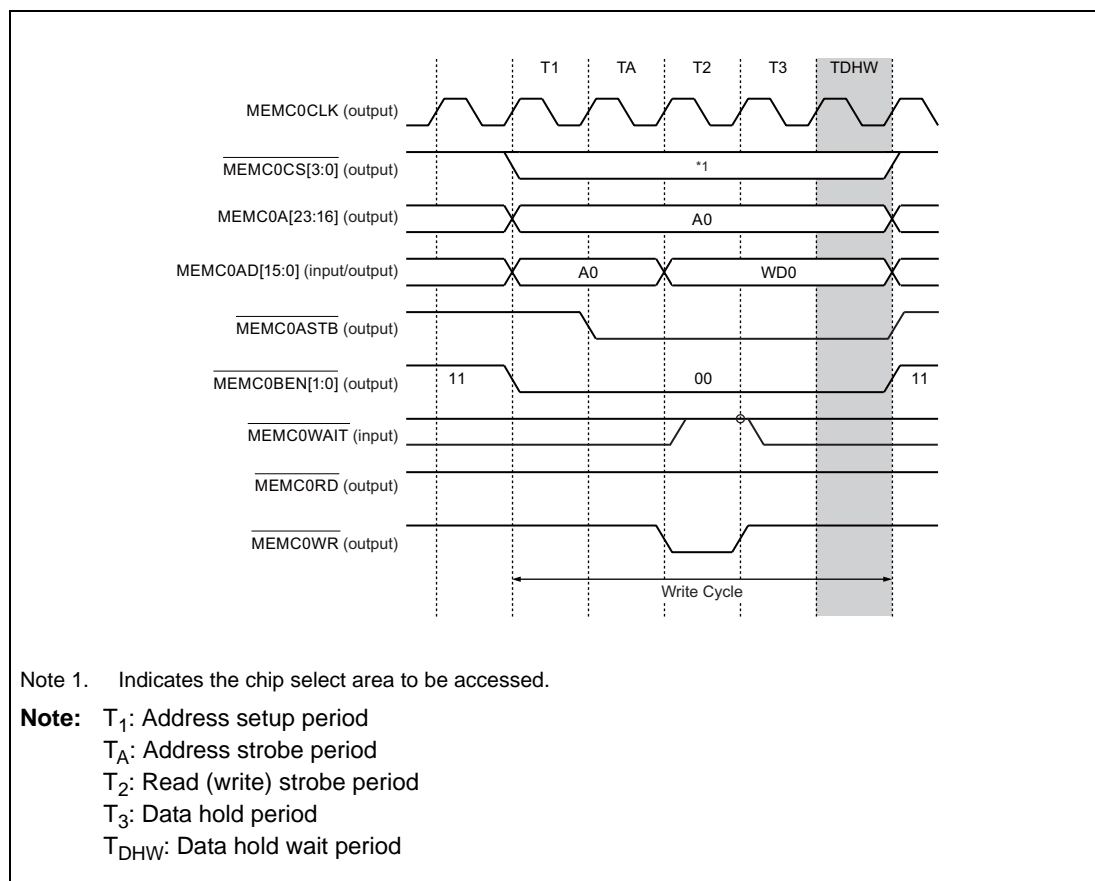 T1 TA T2 T3 TDHW
MEMC0CLK (output)
MEMC0CS[3:0] (output) *1
MEMC0A[23:16] (output) A0
MEMC0AD[15:0] (input/output) A0 WD0
MEMC0ASTB (output)
MEMC0BEN[1:0] (output) 11 00 11
MEMC0WAIT (input)
MEMC0RD (output)
MEMC0WR (output)
Write Cycle
Note 1. Indicates the chip select area to be accessed.
Note: T1: Address setup period
TA: Address strobe period
T2: Read (write) strobe period
T3: Data hold period
TDHW: Data hold wait period